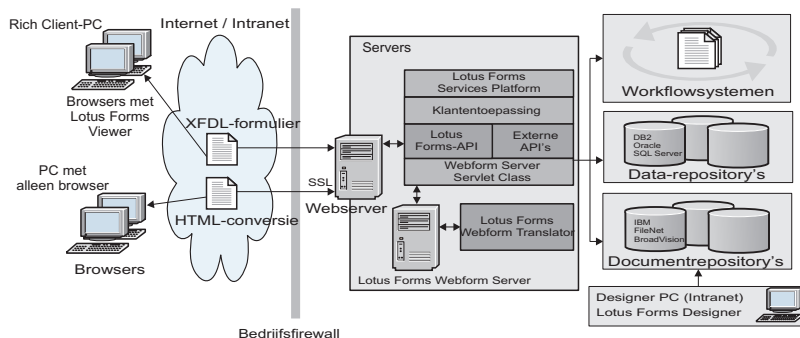 Rich Client-PC
Internet / Intranet
Browsers met
Lotus Forms
Viewer
XFDL-formulier
PC met
alleen browser
HTML-conversie
Browsers
SSL
Webserver
Bedrijfsfirewall
Servers
Lotus Forms
Services Platform
Klantentoepassing
Lotus
Forms-API
Externe
API's
Webform Server
Servlet Class
Lotus Forms
Webform Translator
Lotus Forms Webform Server
Workflowsystemen
DB2
Oracle
SQL Server
Data-repository's
IBM
FileNet
BroadVision
Documentrepository's
Designer PC (Intranet)
Lotus Forms Designer